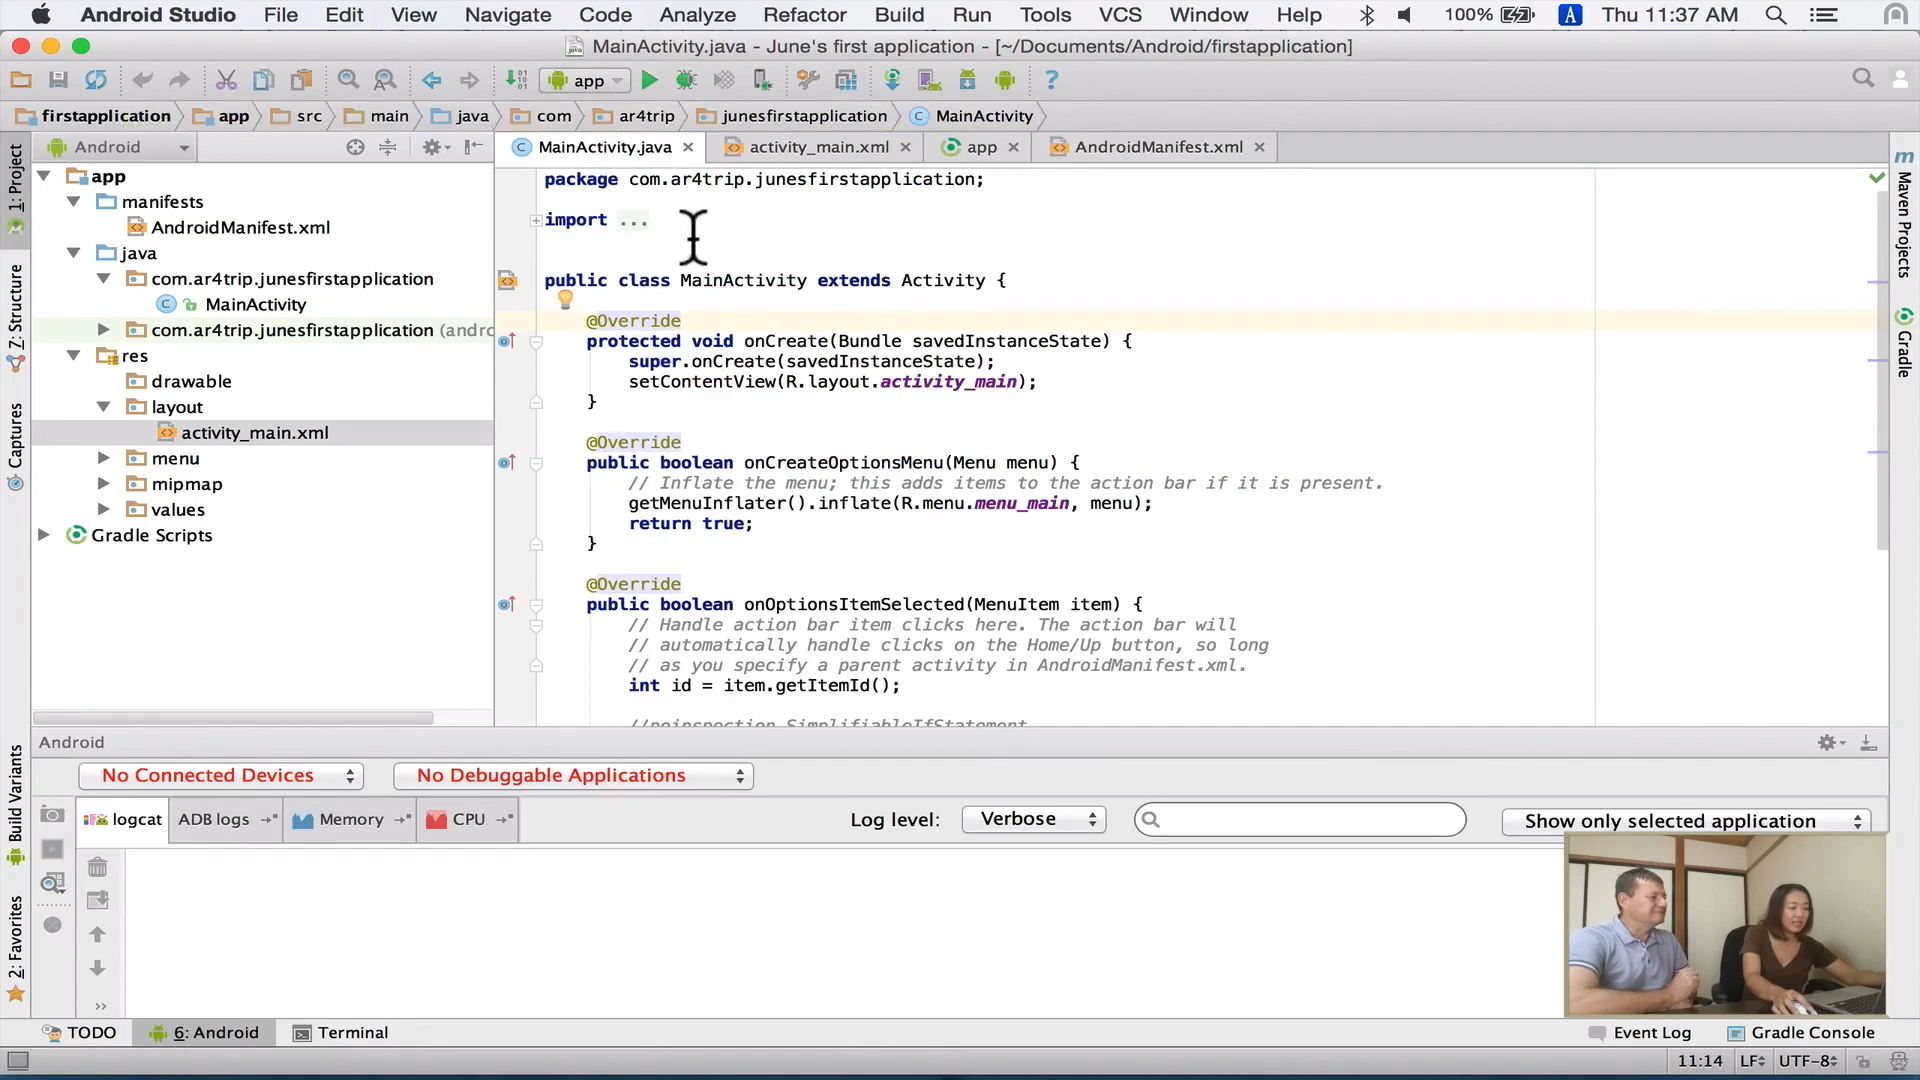 Android Studio File Edit View Navigate Code Analyze Refactor Build Run Tools VCS Window Help 100% A Thu 11:37 AM
MainActivity.java - June's first application - [~/Documents/Android/firstapplication]
app
firstapplication app src main java com ar4trip junesfirstapplication MainActivity
Android MainActivity.java activity_main.xml app AndroidManifest.xml
1: Project
Z: Structure
Captures
Build Variants
2: Favorites
app
manifests
AndroidManifest.xml
java
com.ar4trip.junesfirstapplication
MainActivity
com.ar4trip.junesfirstapplication (andro
res
drawable
layout
activity_main.xml
menu
mipmap
values
Gradle Scripts
package com.ar4trip.junesfirstapplication;
import ...
public class MainActivity extends Activity {
@Override
protected void onCreate(Bundle savedInstanceState) {
super.onCreate(savedInstanceState);
setContentView(R.layout.activity_main);
}
@Override
public boolean onCreateOptionsMenu(Menu menu) {
// Inflate the menu; this adds items to the action bar if it is present.
getMenuInflater().inflate(R.menu.menu_main, menu);
return true;
}
@Override
public boolean onOptionsItemSelected(MenuItem item) {
// Handle action bar item clicks here. The action bar will
// automatically handle clicks on the Home/Up button, so long
// as you specify a parent activity in AndroidManifest.xml.
int id = item.getItemId();
//noinspection SimplifiableIfStatement
m
Maven Projects
Gradle
Android
No Connected Devices No Debuggable Applications
logcat ADB logs Memory CPU Log level: Verbose Show only selected application
TODO 6: Android Terminal Event Log Gradle Console
11:14 LF UTF-8